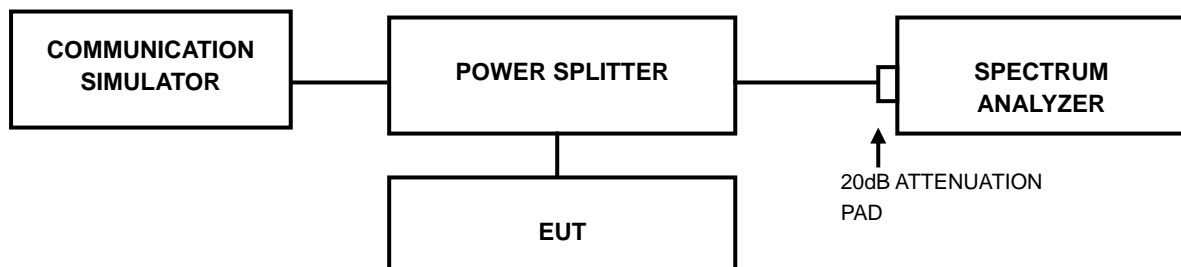 COMMUNICATION
SIMULATOR
POWER SPLITTER
SPECTRUM
ANALYZER
20dB ATTENUATION
PAD
EUT